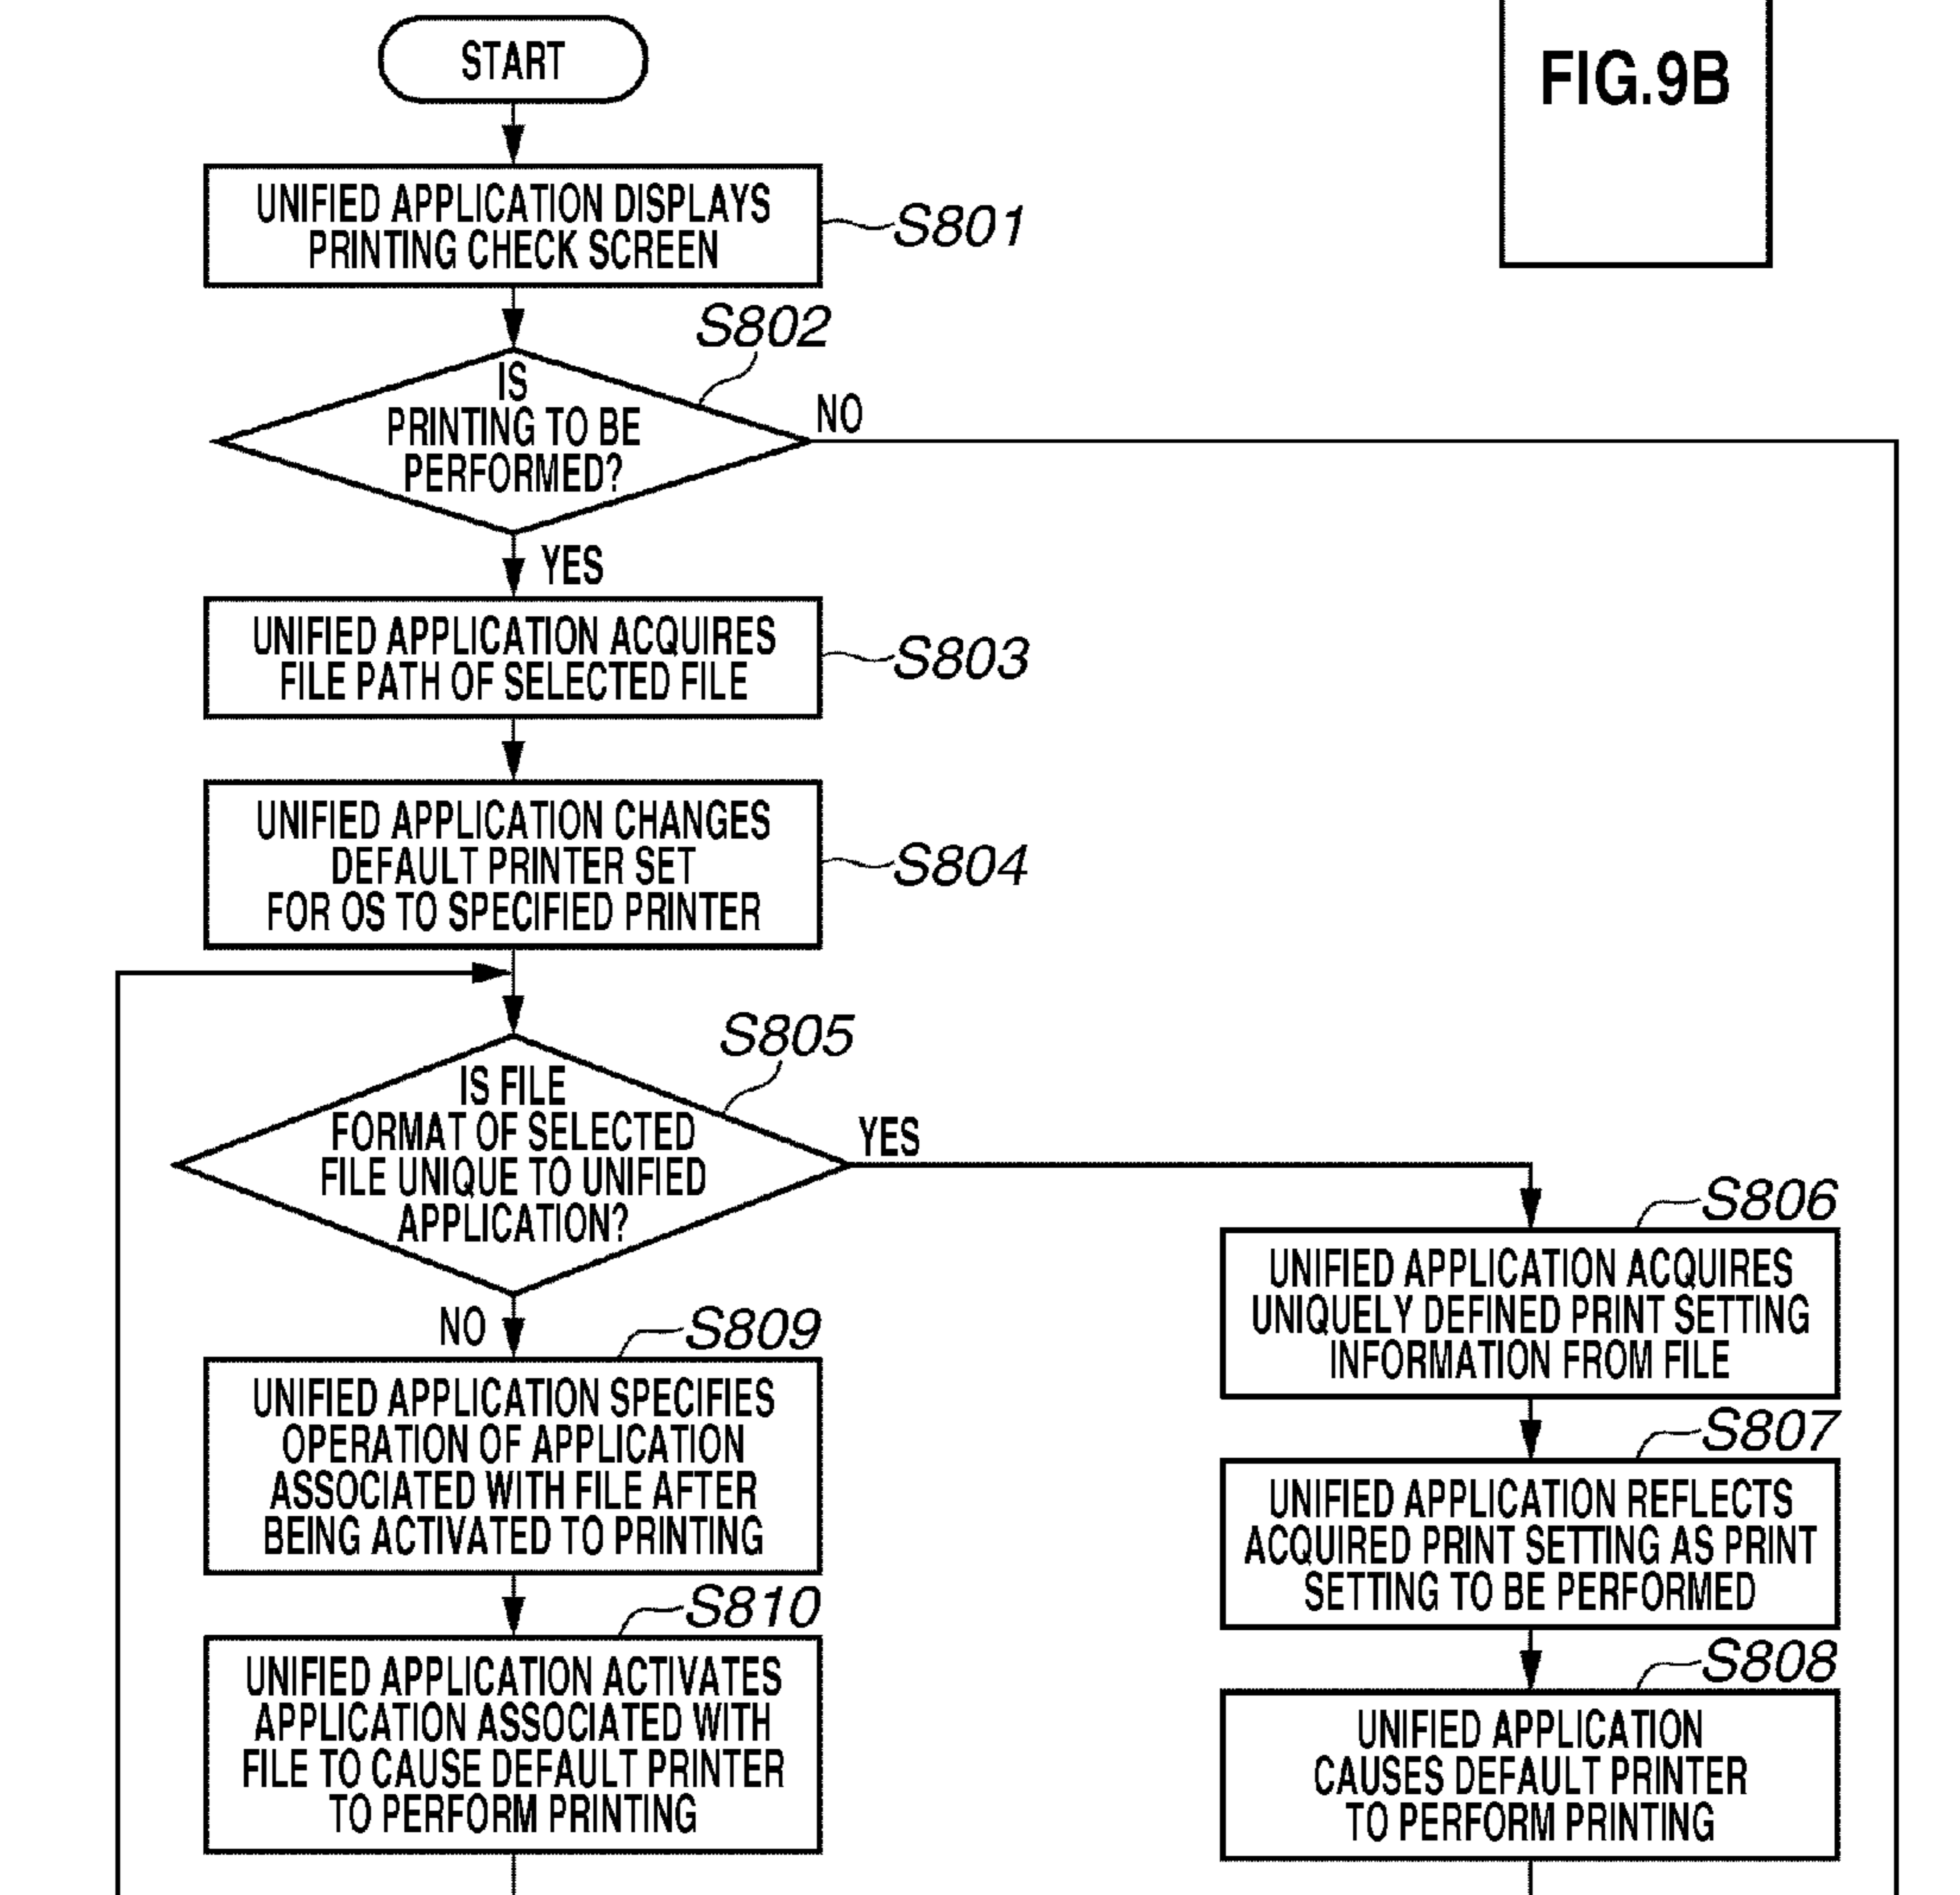 START
FIG.9B
UNIFIED APPLICATION DISPLAYS
PRINTING CHECK SCREEN
S801
S802
IS
PRINTING TO BE
PERFORMED?
NO
YES
UNIFIED APPLICATION ACQUIRES
FILE PATH OF SELECTED FILE
S803
UNIFIED APPLICATION CHANGES
DEFAULT PRINTER SET
FOR OS TO SPECIFIED PRINTER
S804
S805
IS FILE
FORMAT OF SELECTED
FILE UNIQUE TO UNIFIED
APPLICATION?
YES
NO
S806
UNIFIED APPLICATION ACQUIRES
UNIQUELY DEFINED PRINT SETTING
INFORMATION FROM FILE
S807
UNIFIED APPLICATION REFLECTS
ACQUIRED PRINT SETTING AS PRINT
SETTING TO BE PERFORMED
S808
UNIFIED APPLICATION
CAUSES DEFAULT PRINTER
TO PERFORM PRINTING
S809
UNIFIED APPLICATION SPECIFIES
OPERATION OF APPLICATION
ASSOCIATED WITH FILE AFTER
BEING ACTIVATED TO PRINTING
S810
UNIFIED APPLICATION ACTIVATES
APPLICATION ASSOCIATED WITH
FILE TO CAUSE DEFAULT PRINTER
TO PERFORM PRINTING